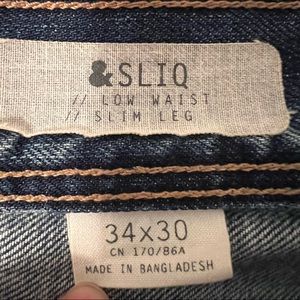 &SLIQ
// LOW WAIST
// SLIM LEG
34x30
CN 170/86A
MADE IN BANGLADESH